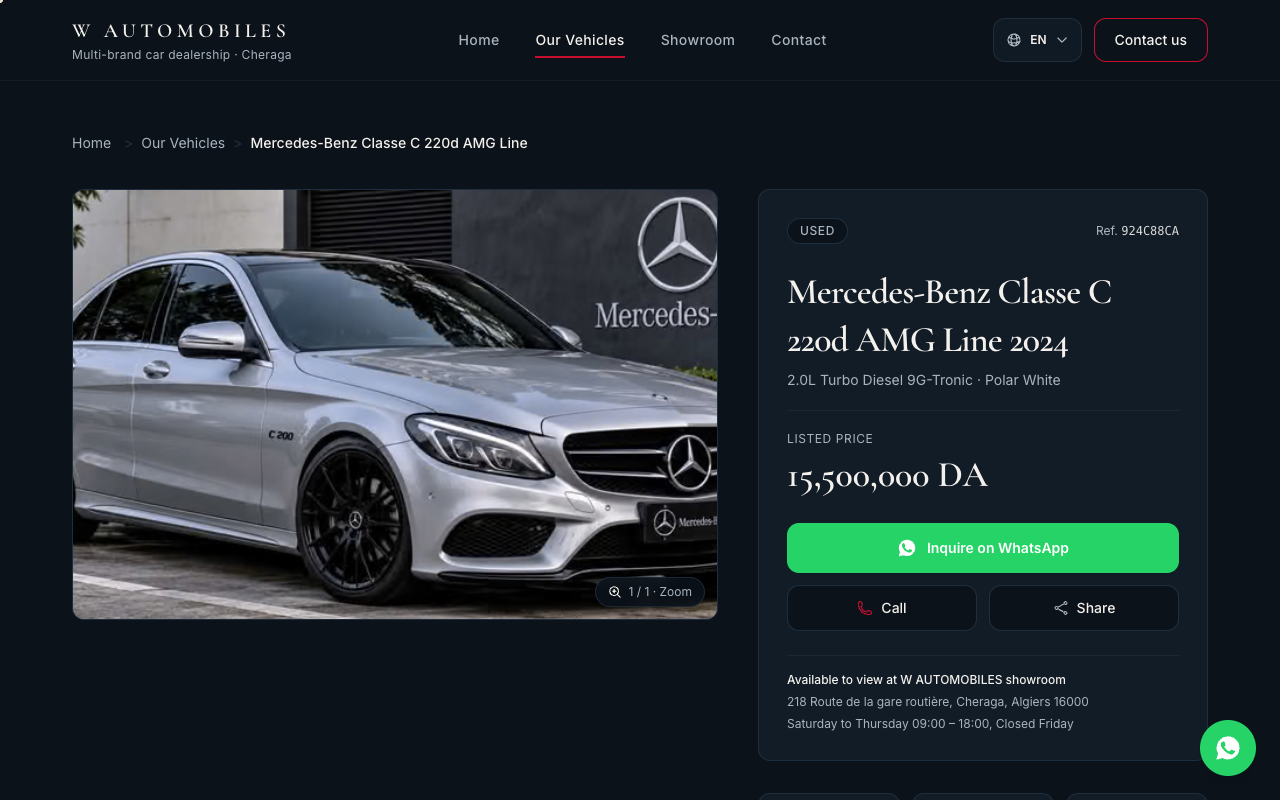 W AUTOMOBILES
Multi-brand car dealership · Cheraga
Home
Our Vehicles
Showroom
Contact
EN
Contact us
Home > Our Vehicles > Mercedes-Benz Classe C 220d AMG Line
Mercedes-
C 200
Mercedes-B
1 / 1 · Zoom
USED
Ref. 924C88CA
Mercedes-Benz Classe C
220d AMG Line 2024
2.0L Turbo Diesel 9G-Tronic · Polar White
LISTED PRICE
15,500,000 DA
Inquire on WhatsApp
Call
Share
Available to view at W AUTOMOBILES showroom
218 Route de la gare routière, Cheraga, Algiers 16000
Saturday to Thursday 09:00 – 18:00, Closed Friday